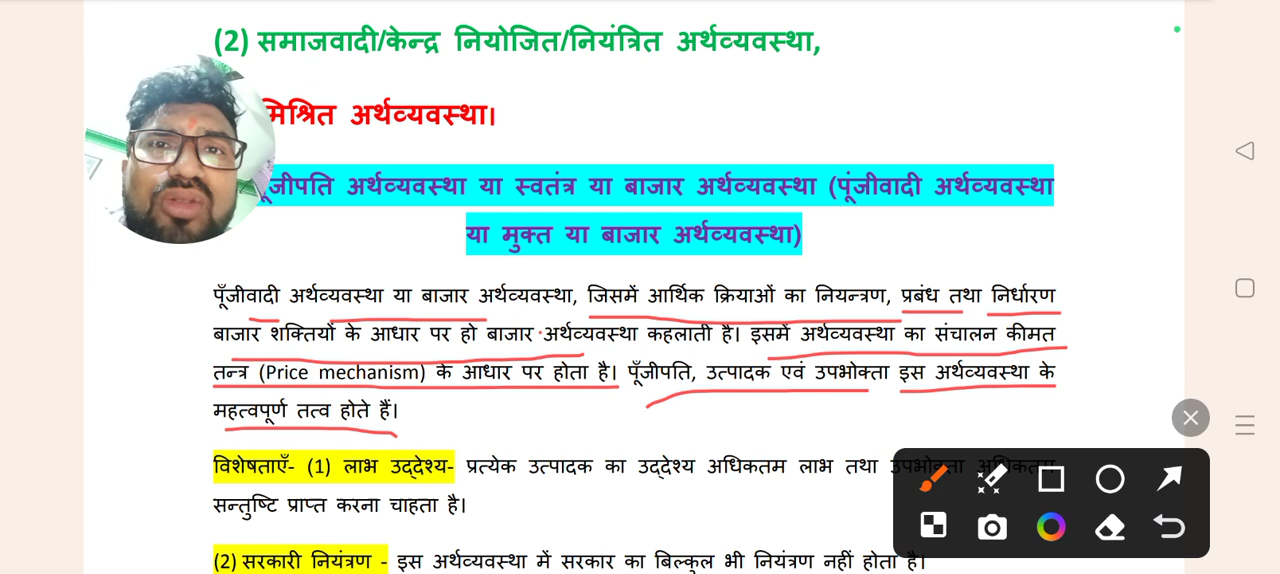 (2) समाजवादी/केन्द्र नियोजित/नियंत्रित अर्थव्यवस्था,
मिश्रित अर्थव्यवस्था।
अर्थव्यवस्था या स्वतंत्र या बाजार अर्थव्यवस्था (पूंजीवादी अर्थव्यवस्था
या मुक्त या बाजार अर्थव्यवस्था)
पूँजीवादी अर्थव्यवस्था या बाजार अर्थव्यवस्था, जिसमें आर्थिक क्रियाओं का नियन्त्रण, प्रबंध तथा निर्धारण
बाजार शक्तियों के आधार पर हो बाजार अर्थव्यवस्था कहलाती है। इसमें अर्थव्यवस्था का संचालन कीमत
तन्त्र (Price mechanism) के आधार पर होता है। पूँजीपति, उत्पादक एवं उपभोक्ता इस अर्थव्यवस्था के
महत्वपूर्ण तत्व होते हैं।
विशेषताएँ- (1) लाभ उद्देश्य- प्रत्येक उत्पादक का उद्देश्य अधिकतम लाभ तथा उपभोक्ता अधिकतम
सन्तुष्टि प्राप्त करना चाहता है।
(2) सरकारी नियंत्रण - इस अर्थव्यवस्था में सरकार का बिल्कुल भी नियंत्रण नहीं होता है।